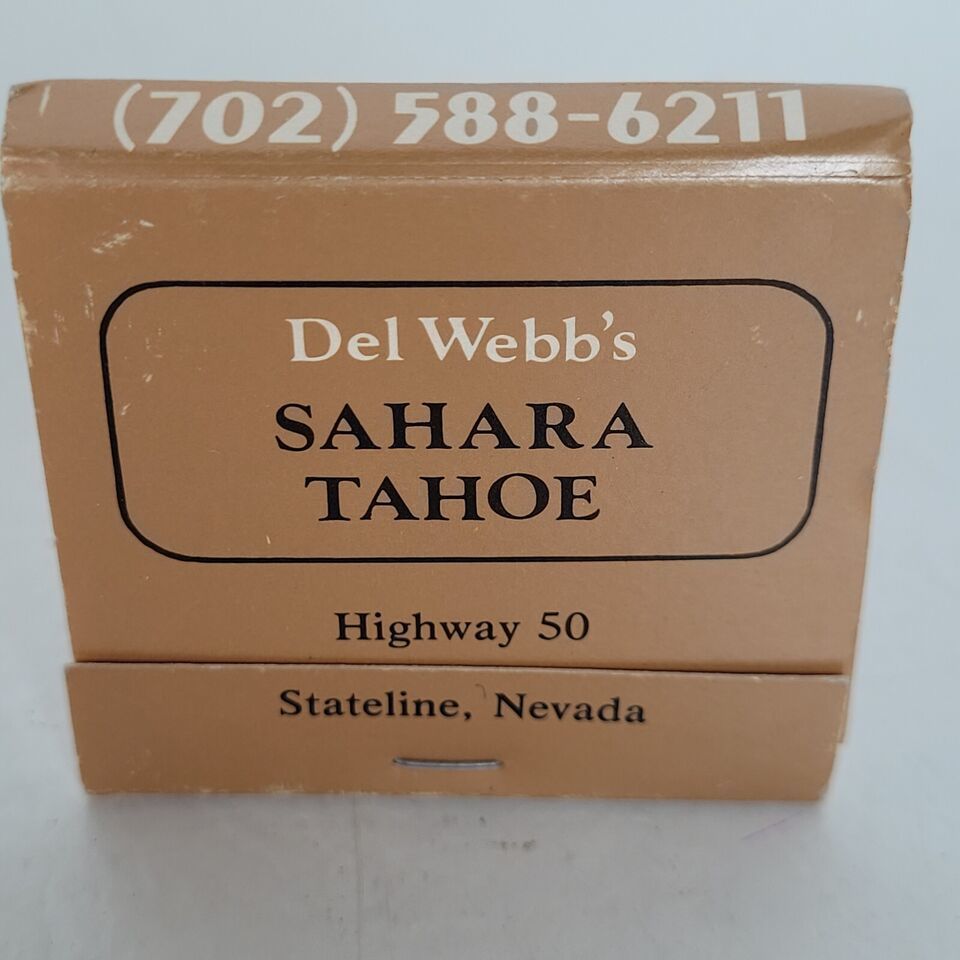 (702) 588-6211
Del Webb's
SAHARA
TAHOE
Highway 50
Stateline, Nevada